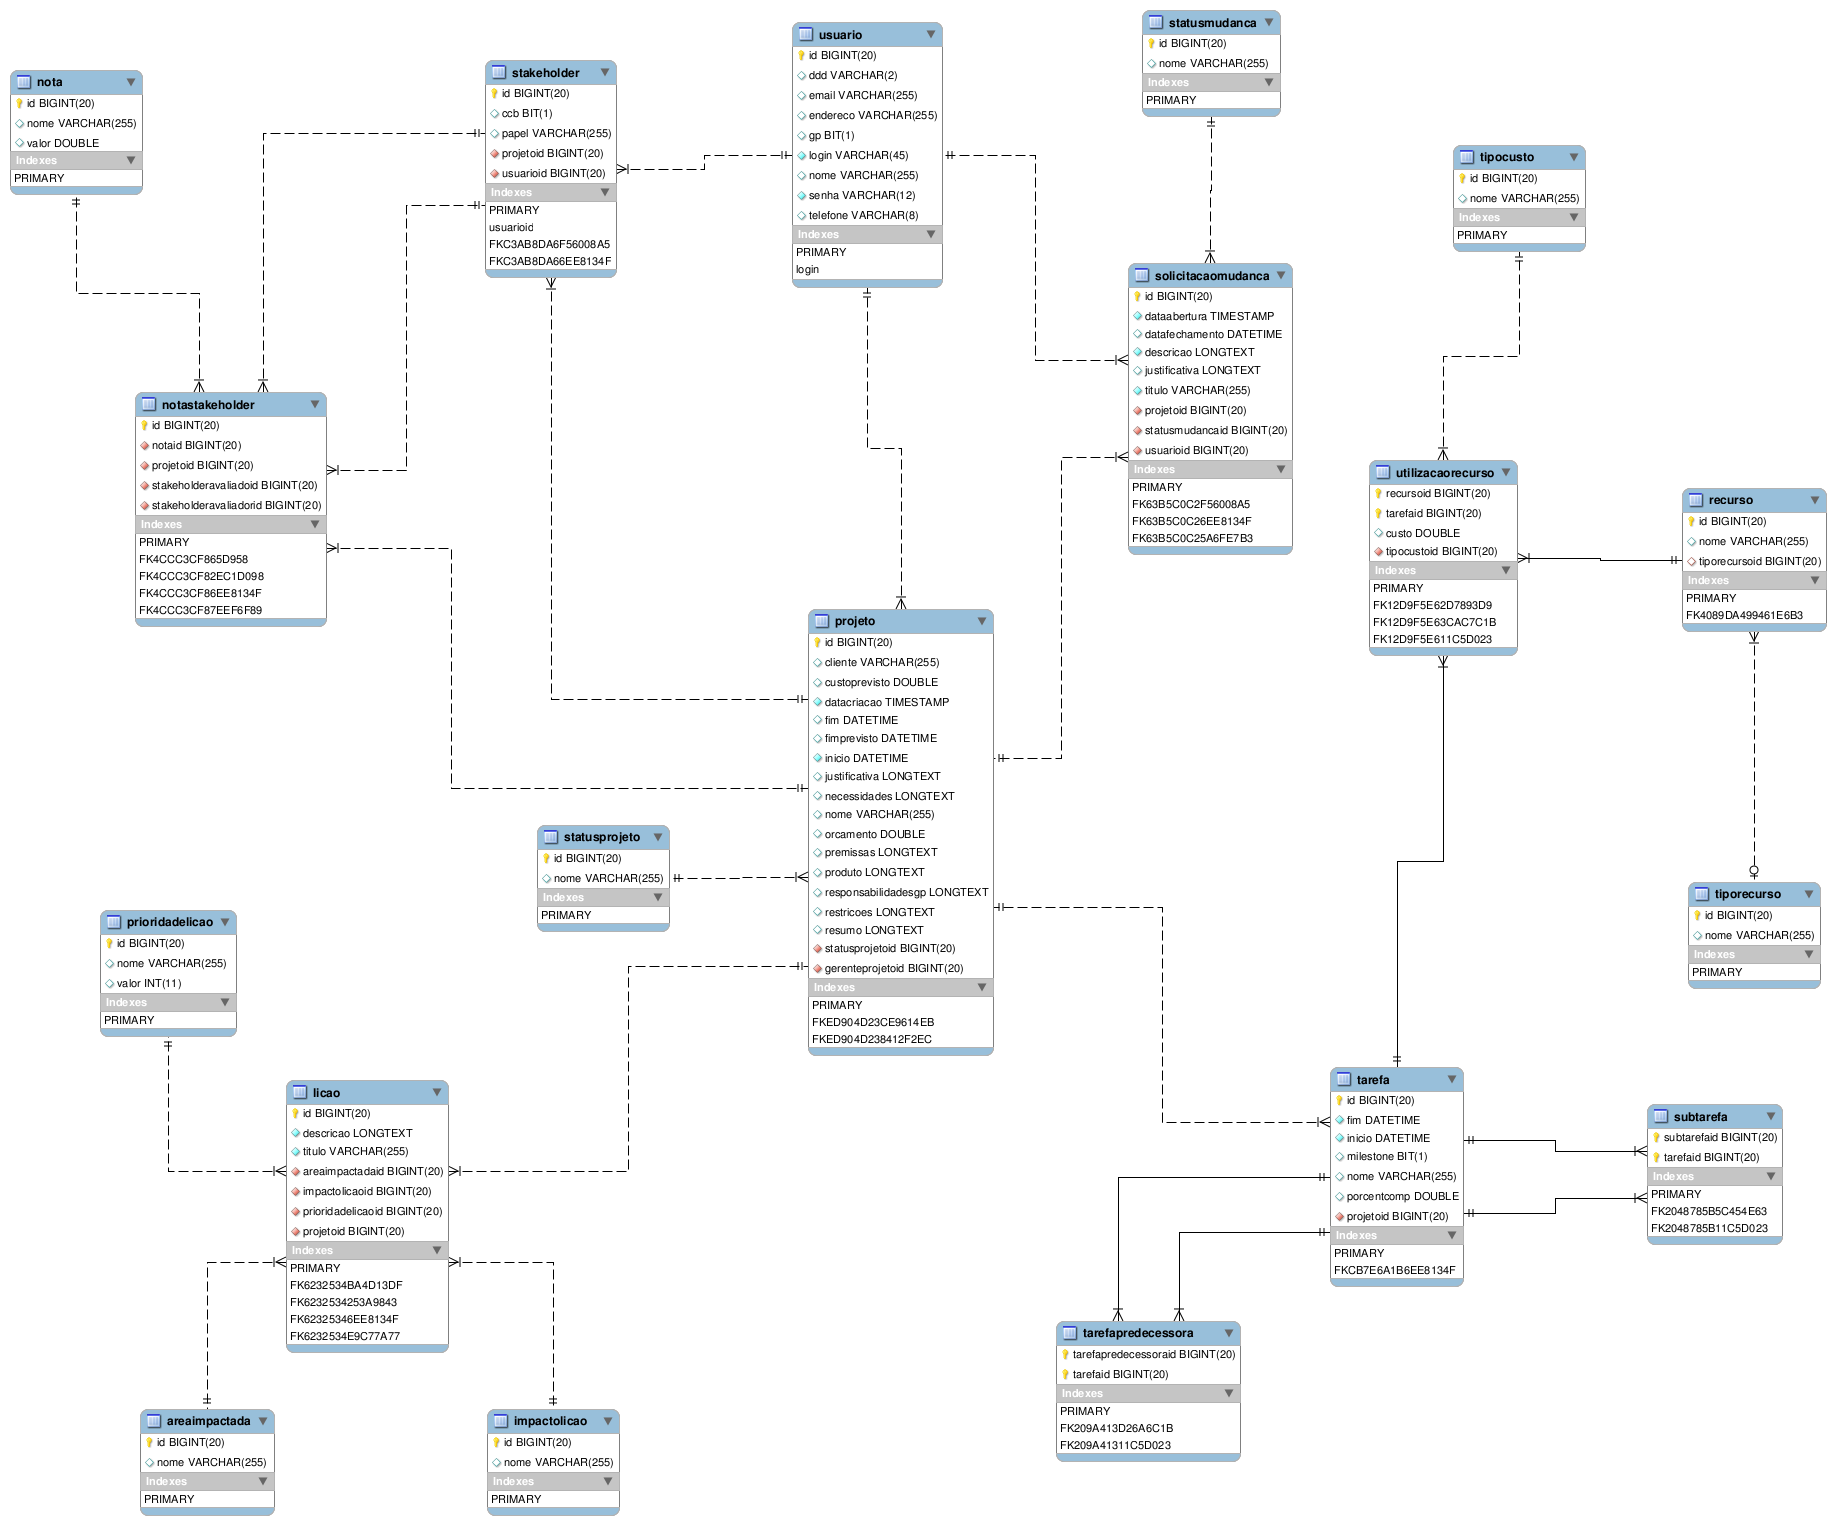 nota
id BIGINT(20)
nome VARCHAR(255)
valor DOUBLE
Indexes
PRIMARY
stakeholder
id BIGINT(20)
ccb BIT(1)
papel VARCHAR(255)
projetoid BIGINT(20)
usuarioid BIGINT(20)
Indexes
PRIMARY
usuarioid
FKC3AB8DA6F56008A5
FKC3AB8DA66EE8134F
usuario
id BIGINT(20)
ddd VARCHAR(2)
email VARCHAR(255)
endereco VARCHAR(255)
gp BIT(1)
login VARCHAR(45)
nome VARCHAR(255)
senha VARCHAR(12)
telefone VARCHAR(8)
Indexes
PRIMARY
login
statusmudanca
id BIGINT(20)
nome VARCHAR(255)
Indexes
PRIMARY
tipocusto
id BIGINT(20)
nome VARCHAR(255)
Indexes
PRIMARY
solicitacaomudanca
id BIGINT(20)
dataabertura TIMESTAMP
datafechamento DATETIME
descricao LONGTEXT
justificativa LONGTEXT
titulo VARCHAR(255)
projetoid BIGINT(20)
statusmudancaid BIGINT(20)
usuarioid BIGINT(20)
Indexes
PRIMARY
FK63B5C0C2F56008A5
FK63B5C0C26EE8134F
FK63B5C0C25A6FE7B3
notastakeholder
id BIGINT(20)
notaid BIGINT(20)
projetoid BIGINT(20)
stakeholderavaliadoid BIGINT(20)
stakeholderavaliadorid BIGINT(20)
Indexes
PRIMARY
FK4CCC3CF865D958
FK4CCC3CF82EC1D098
FK4CCC3CF86EE8134F
FK4CCC3CF87EEF6F89
utilizacaorecurso
recursoid BIGINT(20)
tarefaid BIGINT(20)
custo DOUBLE
tipocustoid BIGINT(20)
Indexes
PRIMARY
FK12D9F5E62D7893D9
FK12D9F5E63CAC7C1B
FK12D9F5E611C5D023
recurso
id BIGINT(20)
nome VARCHAR(255)
tiporecursoid BIGINT(20)
Indexes
PRIMARY
FK4089DA499461E6B3
projeto
id BIGINT(20)
cliente VARCHAR(255)
custoprevisto DOUBLE
datacriacao TIMESTAMP
fim DATETIME
fimprevisto DATETIME
inicio DATETIME
justificativa LONGTEXT
necessidades LONGTEXT
nome VARCHAR(255)
orcamento DOUBLE
premissas LONGTEXT
produto LONGTEXT
responsabilidadesgp LONGTEXT
restricoes LONGTEXT
resumo LONGTEXT
statusprojetoid BIGINT(20)
gerenteprojetoid BIGINT(20)
Indexes
PRIMARY
FKED904D23CE9614EB
FKED904D238412F2EC
statusprojeto
id BIGINT(20)
nome VARCHAR(255)
Indexes
PRIMARY
tiporecurso
id BIGINT(20)
nome VARCHAR(255)
Indexes
PRIMARY
prioridadelicao
id BIGINT(20)
nome VARCHAR(255)
valor INT(11)
Indexes
PRIMARY
licao
id BIGINT(20)
descricao LONGTEXT
titulo VARCHAR(255)
areaimpactadaid BIGINT(20)
impactolicaoid BIGINT(20)
prioridadelicaoid BIGINT(20)
projetoid BIGINT(20)
Indexes
PRIMARY
FK6232534BA4D13DF
FK6232534253A9843
FK62325346EE8134F
FK6232534E9C77A77
tarefa
id BIGINT(20)
fim DATETIME
inicio DATETIME
milestone BIT(1)
nome VARCHAR(255)
porcentcomp DOUBLE
projetoid BIGINT(20)
Indexes
PRIMARY
FKCB7E6A1B6EE8134F
subtarefa
subtarefaid BIGINT(20)
tarefaid BIGINT(20)
Indexes
PRIMARY
FK2048785B5C454E63
FK2048785B11C5D023
tarefapredecessora
tarefapredecessoraid BIGINT(20)
tarefaid BIGINT(20)
Indexes
PRIMARY
FK209A413D26A6C1B
FK209A41311C5D023
areaimpactada
id BIGINT(20)
nome VARCHAR(255)
Indexes
PRIMARY
impactolicao
id BIGINT(20)
nome VARCHAR(255)
Indexes
PRIMARY